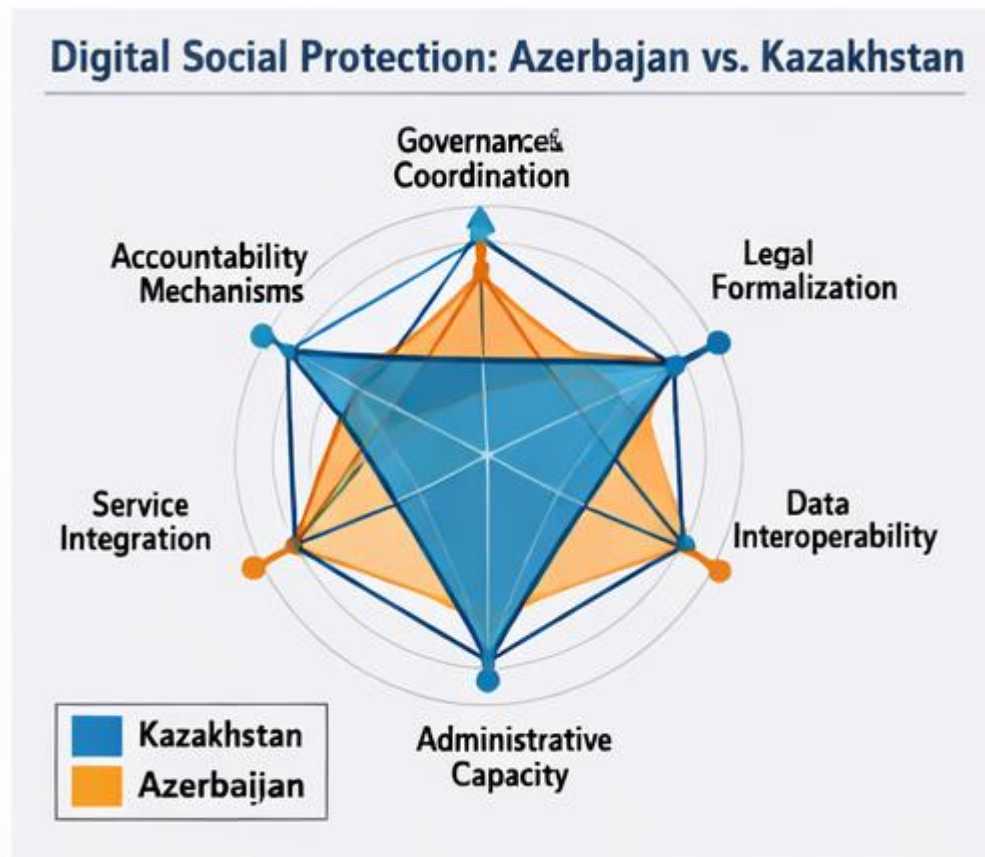 Digital Social Protection: Azerbajan vs. Kazakhstan
Governance&
Coordination
Accountability
Mechanisms
Legal
Formalization
Service
Integration
Data
Interoperability
Administrative
Capacity
Kazakhstan
Azerbaijan